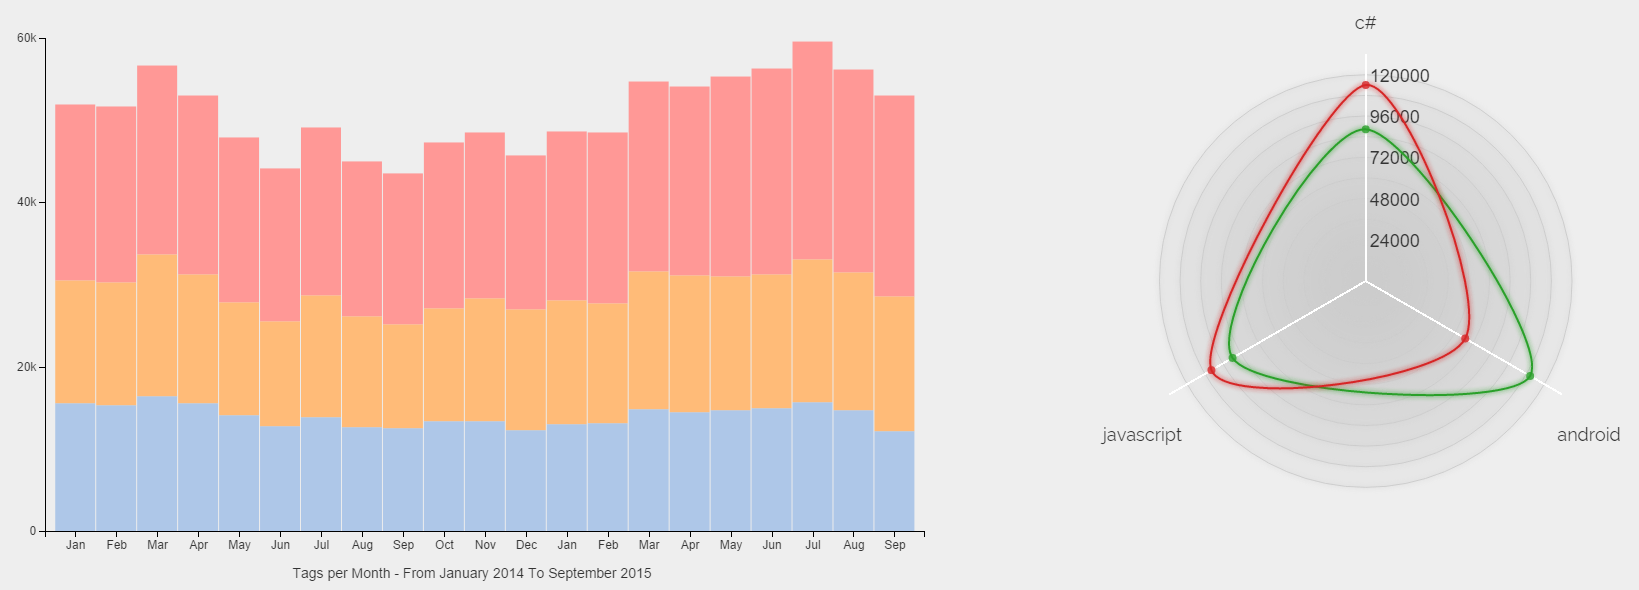 60k
40k
20k
0
Jan Feb Mar Apr May Jun Jul Aug Sep Oct Nov Dec Jan Feb Mar Apr May Jun Jul Aug Sep
Tags per Month - From January 2014 To September 2015
c#
120000
96000
72000
48000
24000
javascript
android